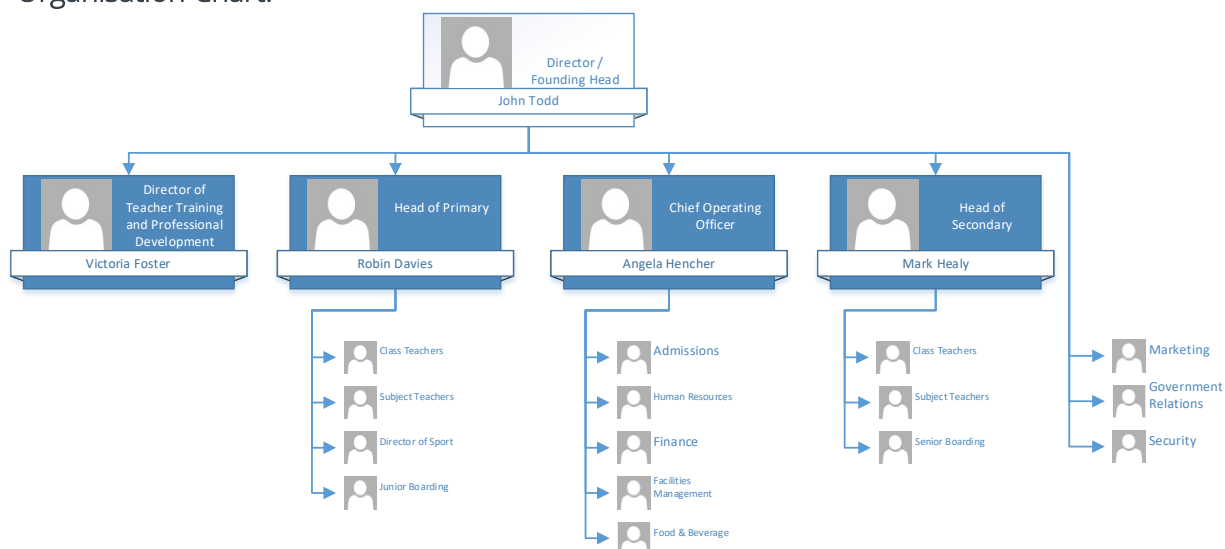 Organisation Chart:
Director /
Founding Head
John Todd
Director of
Teacher Training
and Professional
Development
Victoria Foster
Head of Primary
Robin Davies
Chief Operating
Officer
Angela Hencher
Head of
Secondary
Mark Healy
Class Teachers
Subject Teachers
Director of Sport
Junior Boarding
Admissions
Human Resources
Finance
Facilities
Management
Food & Beverage
Class Teachers
Subject Teachers
Senior Boarding
Marketing
Government
Relations
Security